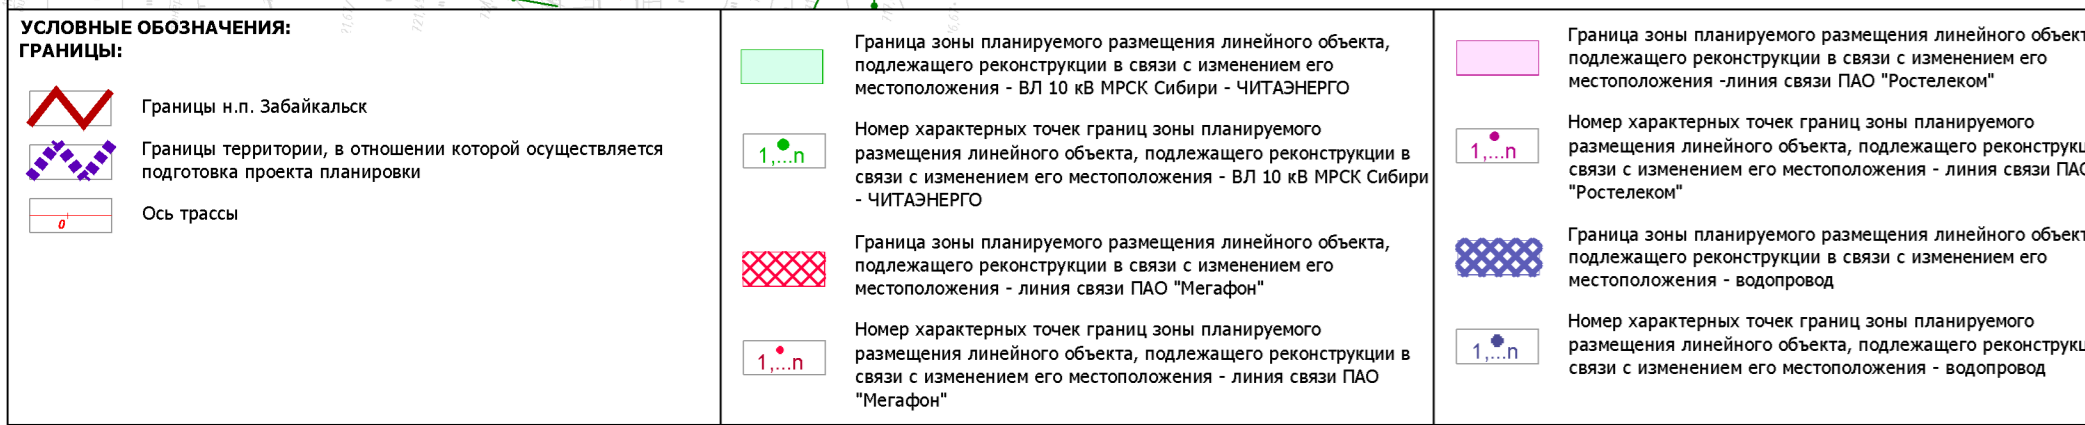 УСЛОВНЫЕ ОБОЗНАЧЕНИЯ:
ГРАНИЦЫ:
Границы н.п. Забайкальск
Границы территории, в отношении которой осуществляется
подготовка проекта планировки
0
Ось трассы
Граница зоны планируемого размещения линейного объекта,
подлежащего реконструкции в связи с изменением его
местоположения - ВЛ 10 кВ МРСК Сибири - ЧИТАЭНЕРГО
1,...n
Номер характерных точек границ зоны планируемого
размещения линейного объекта, подлежащего реконструкции в
связи с изменением его местоположения - ВЛ 10 кВ МРСК Сибири
- ЧИТАЭНЕРГО
Граница зоны планируемого размещения линейного объекта,
подлежащего реконструкции в связи с изменением его
местоположения - линия связи ПАО "Мегафон"
1,...n
Номер характерных точек границ зоны планируемого
размещения линейного объекта, подлежащего реконструкции в
связи с изменением его местоположения - линия связи ПАО
"Мегафон"
Граница зоны планируемого размещения линейного объект
подлежащего реконструкции в связи с изменением его
местоположения -линия связи ПАО "Ростелеком"
1,...n
Номер характерных точек границ зоны планируемого
размещения линейного объекта, подлежащего реконструкц
связи с изменением его местоположения - линия связи ПАО
"Ростелеком"
Граница зоны планируемого размещения линейного объект
подлежащего реконструкции в связи с изменением его
местоположения - водопровод
1,...n
Номер характерных точек границ зоны планируемого
размещения линейного объекта, подлежащего реконструкц
связи с изменением его местоположения - водопровод